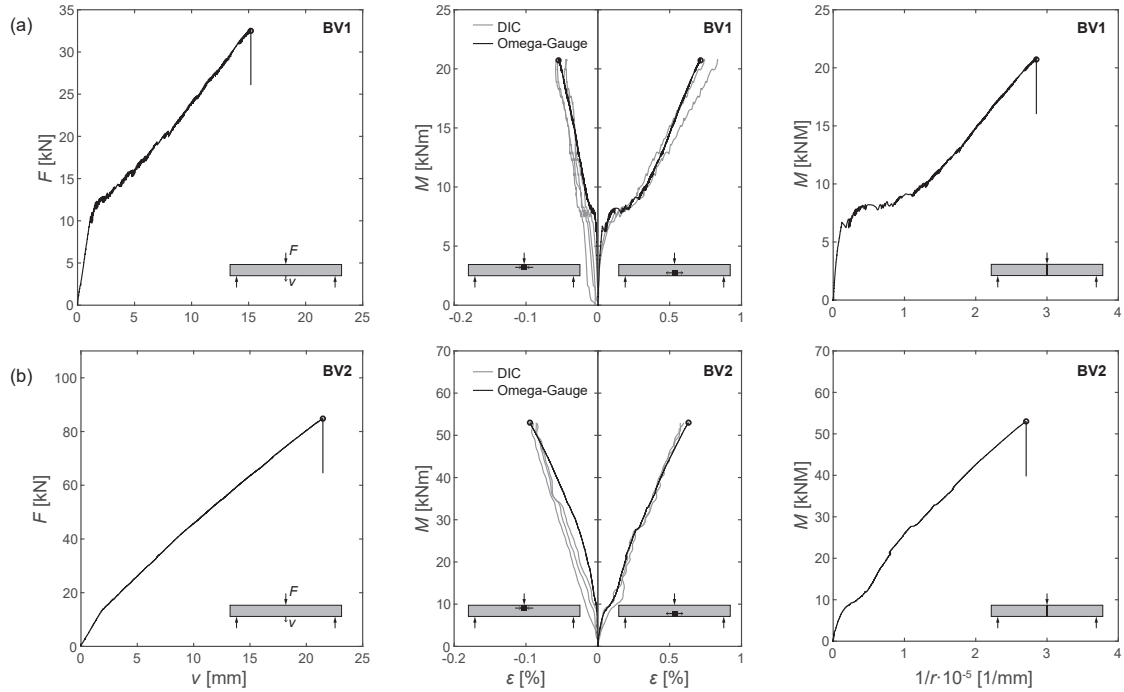 (a)
BV1
F [kN]
35
30
25
20
15
10
5
0
0 5 10 15 20 25
F
v
DIC
Omega-Gauge
BV1
M [kNm]
25
20
15
10
5
0
-0.2 -0.1 0 0.5 1
BV1
M [kNM]
25
20
15
10
5
0
0 1 2 3 4
(b)
BV2
F [kN]
100
80
60
40
20
0
0 5 10 15 20 25
F
v
v [mm]
DIC
Omega-Gauge
BV2
M [kNm]
70
60
50
40
30
20
10
0
-0.2 -0.1 0 0.5 1
ε [%] ε [%]
BV2
M [kNM]
70
60
50
40
30
20
10
0
0 1 2 3 4
1/r·10-5 [1/mm]